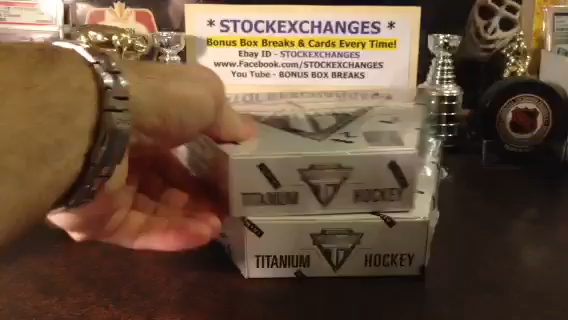 * STOCKEXCHANGES *
Bonus Box Breaks & Cards Every Time!
Ebay ID - STOCKEXCHANGES
www.Facebook.com/STOCKEXCHANGES
You Tube - BONUS BOX BREAKS
TITANIUM HOCKEY
TITANIUM HOCKEY